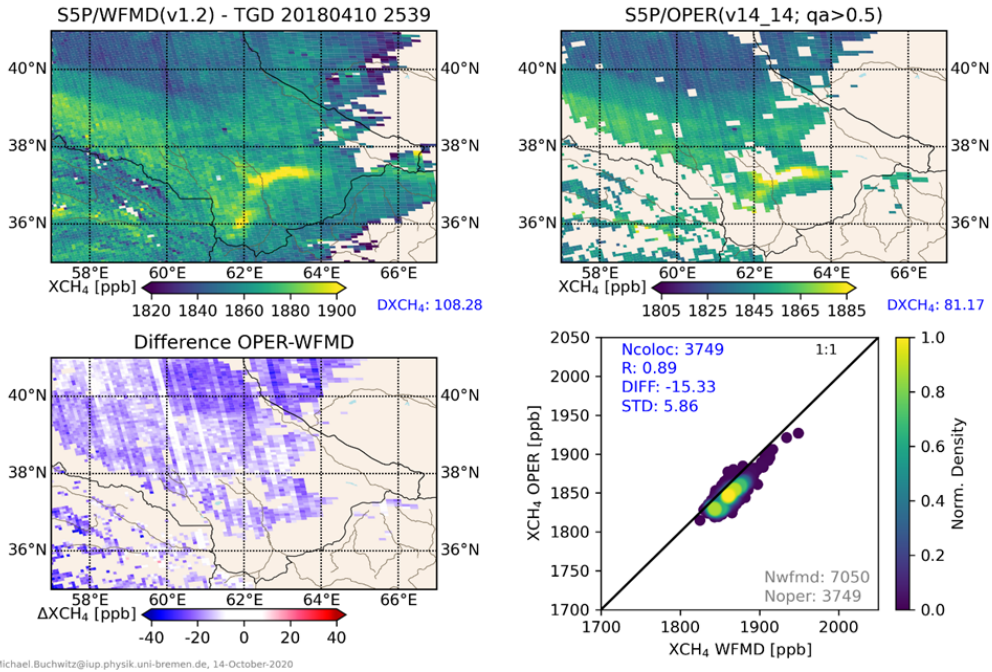 S5P/WFMD(v1.2) - TGD 20180410 2539
40°N
38°N
36°N
58°E 60°E 62°E 64°E 66°E
XCH₄ [ppb]
1820 1840 1860 1880 1900
DXCH₄: 108.28
S5P/OPER(v14_14; qa>0.5)
40°N 40°N
38°N 38°N
36°N 36°N
58°E 60°E 62°E 64°E 66°E
XCH₄ [ppb]
1805 1825 1845 1865 1885
DXCH₄: 81.17
Difference OPER-WFMD
40°N
38°N
36°N
58°E 60°E 62°E 64°E 66°E
ΔXCH₄ [ppb]
-40 -20 0 20 40
Ncoloc: 3749
R: 0.89
DIFF: -15.33
STD: 5.86
1:1
XCH₄ OPER [ppb]
2050
2000
1950
1900
1850
1800
1750
1700
Nwfmd: 7050
Noper: 3749
1700 1800 1900 2000
XCH₄ WFMD [ppb]
1.0
0.8
0.6
0.4
0.2
0.0
Norm. Density
Michael.Buchwitz@iup.physik.uni-bremen.de, 14-October-2020